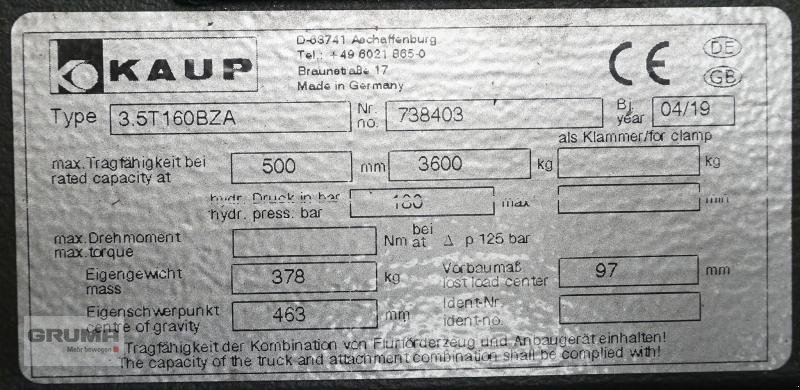 KAUP
D-63741 Aschaffenburg
Tel.: +49 6021 865-0
Braunstraße 17
Made in Germany
CE
DE
GB
Type 3.5T160BZA Nr. no. 738403 Bj. year 04/19
als Klammer/for clamp
max. Tragfähigkeit bei
rated capacity at 500 mm 3600 kg kg
hydr. Druck in bar
hydr. press. bar max min
max. Drehmoment
max. torque Nm bei at Δ p 125 bar
Eigengewicht
mass 378 kg Vorbaumaß
lost load center 97 mm
Eigenschwerpunkt
centre of gravity 463 mm Ident-Nr.
ident-no.
Tragfähigkeit der Kombination von Flurförderzeug und Anbaugerät einhalten!
The capacity of the truck and attachment combination shall be complied with!
Mehr bewegen